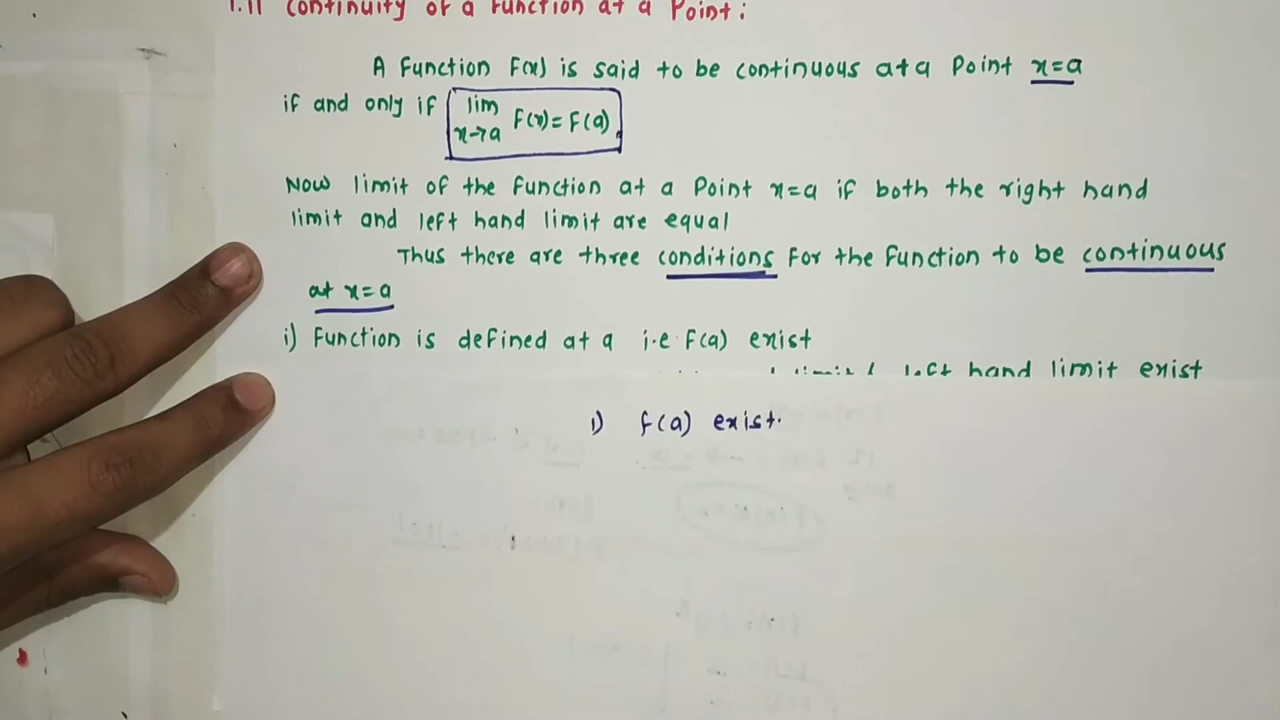 1.11 Continuity of a function at a Point:
A Function F(x) is said to be continuous at a Point x=a
if and only if lim x→a F(x)=F(a)
Now limit of the function at a Point x=a if both the right hand
limit and left hand limit are equal
Thus there are three conditions For the Function to be continuous
at x=a
i) Function is defined at a i.e F(a) exist
left hand limit exist
1) f(a) exist.